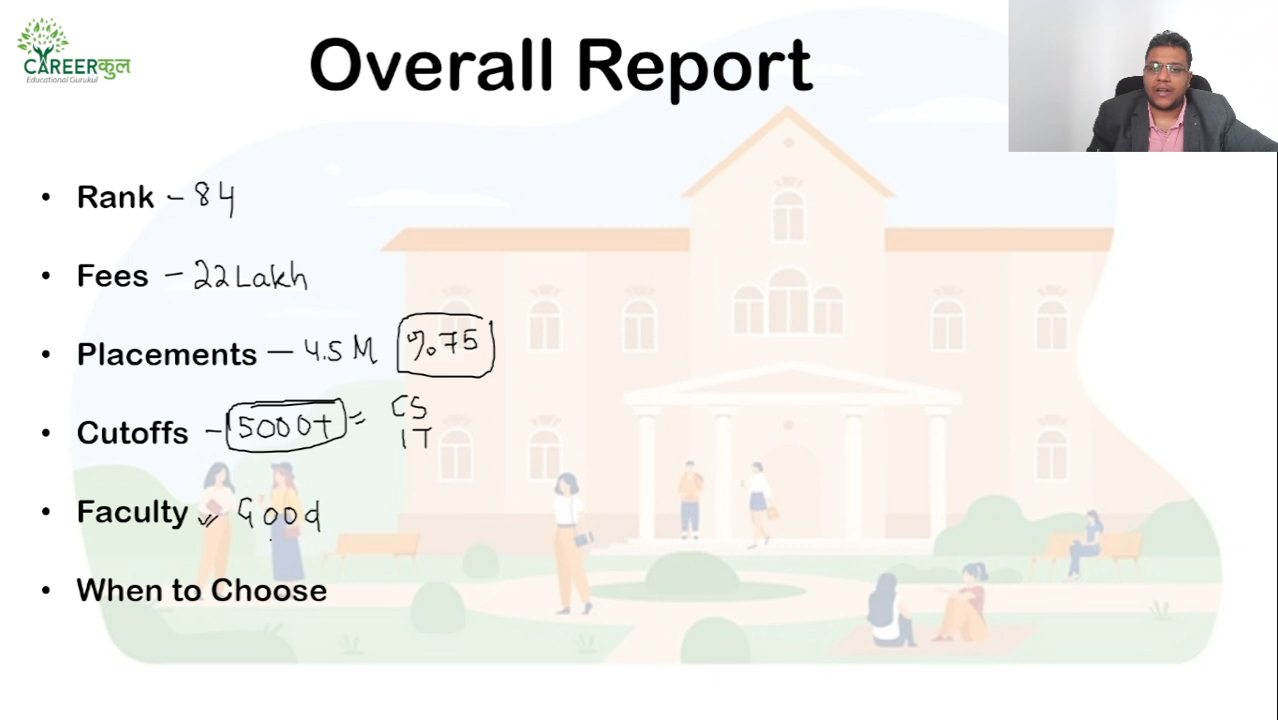 CAREERकुल
Educational Gurukul
Overall Report
• Rank – 84
• Fees – 22 Lakh
• Placements — 4.5 M %75
• Cutoffs – 5000+ = CS
IT
• Faculty Good
• When to Choose